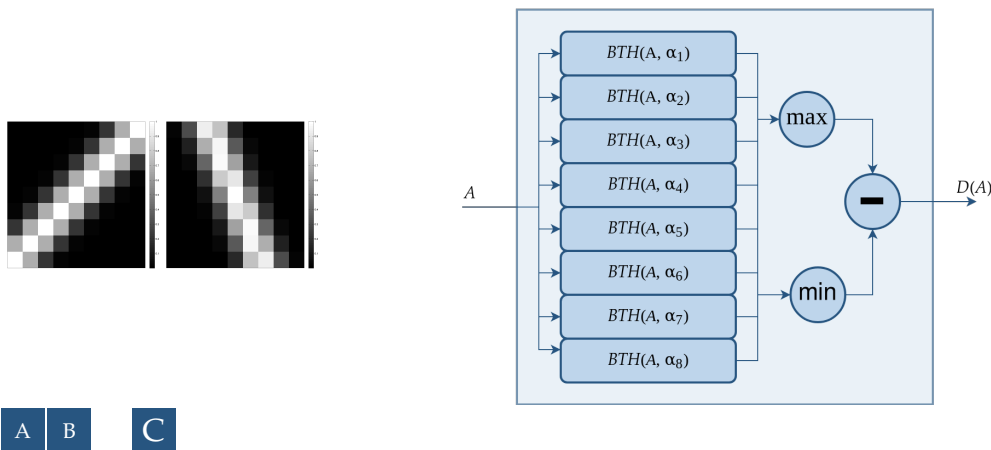 BTH(A, α1)
BTH(A, α2)
BTH(A, α3)
BTH(A, α4)
BTH(A, α5)
BTH(A, α6)
BTH(A, α7)
BTH(A, α8)
max
min
A
D(A)
A B C